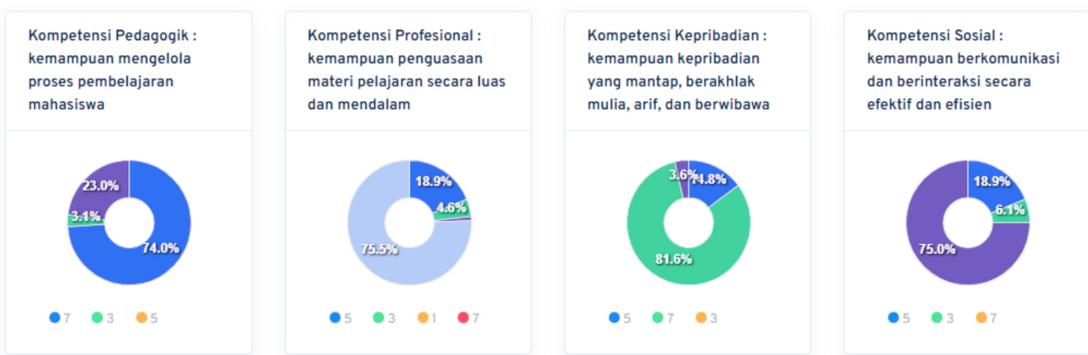 Kompetensi Pedagogik :
kemampuan mengelola
proses pembelajaran
mahasiswa
23.0%
3.1%
74.0%
7 3 5
Kompetensi Profesional :
kemampuan penguasaan
materi pelajaran secara luas
dan mendalam
18.9%
4.6%
75.5%
5 3 1 7
Kompetensi Kepribadian :
kemampuan kepribadian
yang mantap, berakhlak
mulia, arif, dan berwibawa
3.6% 14.8%
81.6%
5 7 3
Kompetensi Sosial :
kemampuan berkomunikasi
dan berinteraksi secara
efektif dan efisien
18.9%
6.1%
75.0%
5 3 7